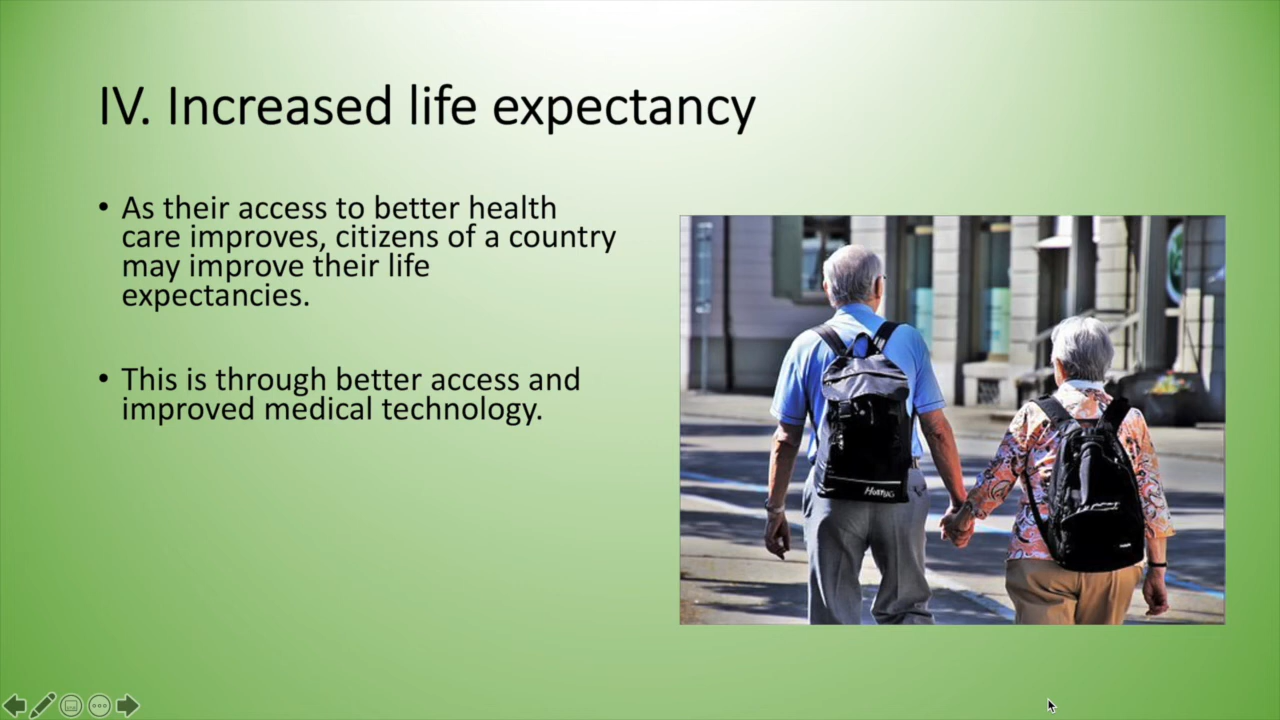 IV. Increased life expectancy
• As their access to better health
care improves, citizens of a country
may improve their life
expectancies.
• This is through better access and
improved medical technology.